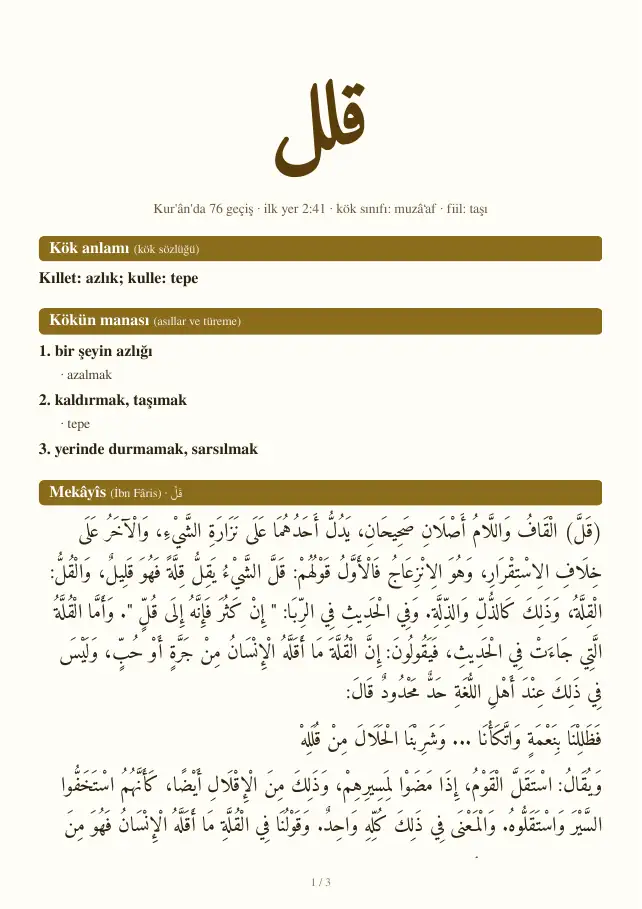 قلل
Kur'ân'da 76 geçiş · ilk yer 2:41 · kök sınıfı: muzâ'af · fiil: taşı
Kök anlamı (kök sözlüğü)
Kıllet: azlık; kulle: tepe
Kökün manası (asıllar ve türeme)
1. bir şeyin azlığı
· azalmak
2. kaldırmak, taşımak
· tepe
3. yerinde durmamak, sarsılmak
Mekâyîs (İbn Fâris) · قَلَّ
(قَلَّ) الْقَافُ وَاللَّامُ أَصْلَانِ صَحِيحَانِ، يَدُلُّ أَحَدُهُمَا عَلَى نَزَارَةِ الشَّيْءِ، وَالْآخَرُ عَلَى
خِلَافِ الِاسْتِقْرَارِ، وَهُوَ الِانْزِعَاجُ فَالْأَوَّلُ قَوْلُهُمْ: قَلَّ الشَّيْءُ يَقِلُّ قِلَّةً فَهُوَ قَلِيلٌ، وَالْقُلُّ:
الْقِلَّةُ، وَذَلِكَ كَالذُّلِّ وَالذِّلَّةِ. وَفِي الْحَدِيثِ فِي الرِّبَا: " إِنْ كَثُرَ فَإِنَّهُ إِلَى قُلٍّ ". وَأَمَّا الْقُلَّةُ
الَّتِي جَاءَتْ فِي الْحَدِيثِ، فَيَقُولُونَ: إِنَّ الْقُلَّةَ مَا أَقَلَّهُ الْإِنْسَانُ مِنْ جَرَّةٍ أَوْ حُبٍّ، وَلَيْسَ
فِي ذَلِكَ عِنْدَ أَهْلِ اللُّغَةِ حَدٌّ مَحْدُودٌ قَالَ:
فَظَلِلْنَا بِنَعْمَةٍ وَاتَّكَأْنَا ... وَشَرِبْنَا الْحَلَالَ مِنْ قُلَلِهْ
وَيُقَالُ: اسْتَقَلَّ الْقَوْمُ، إِذَا مَضَوْا لِمَسِيرِهِمْ، وَذَلِكَ مِنَ الْإِقْلَالِ أَيْضًا، كَأَنَّهُمُ اسْتَخَفُّوا
السَّيْرَ وَاسْتَقَلُّوهُ. وَالْمَعْنَى فِي ذَلِكَ كُلِّهِ وَاحِدٌ. وَقَوْلُنَا فِي الْقُلَّةِ مَا أَقَلَّهُ الْإِنْسَانُ فَهُوَ مِنَ
1 / 3